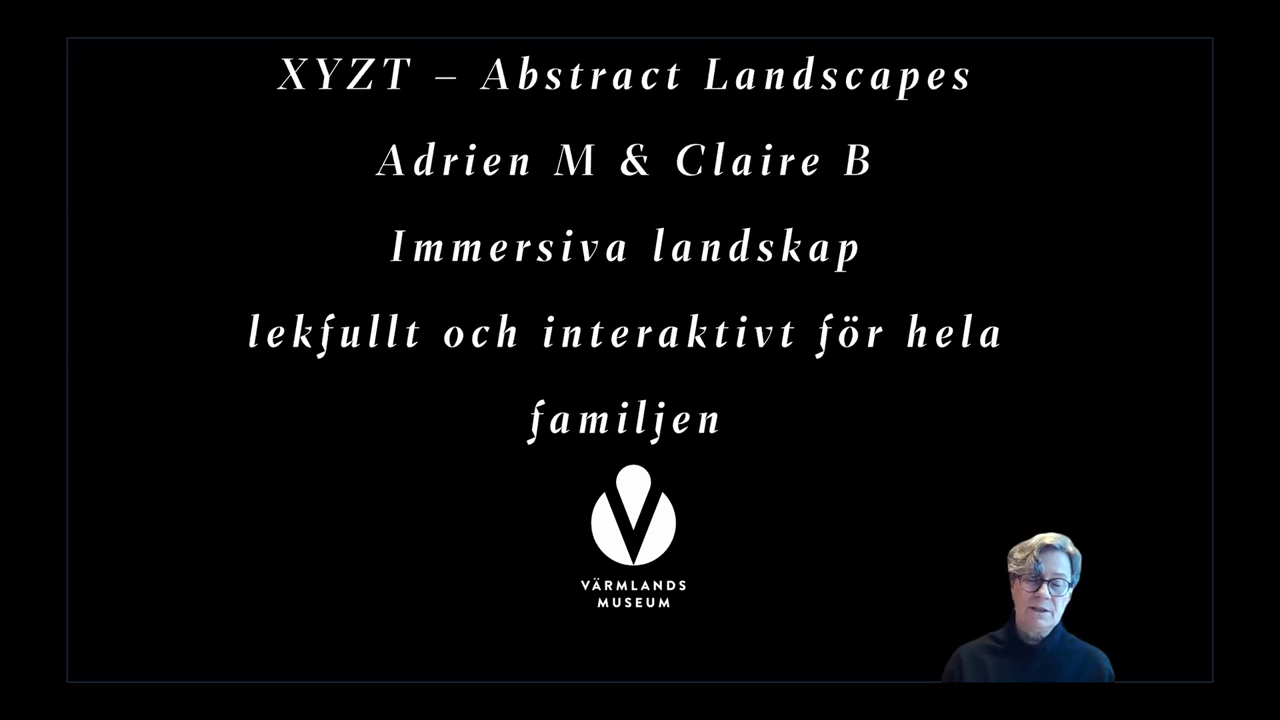 XYZT – Abstract Landscapes
Adrien M & Claire B
Immersiva landskap
lekfullt och interaktivt för hela
familjen
VÄRMLANDS
MUSEUM